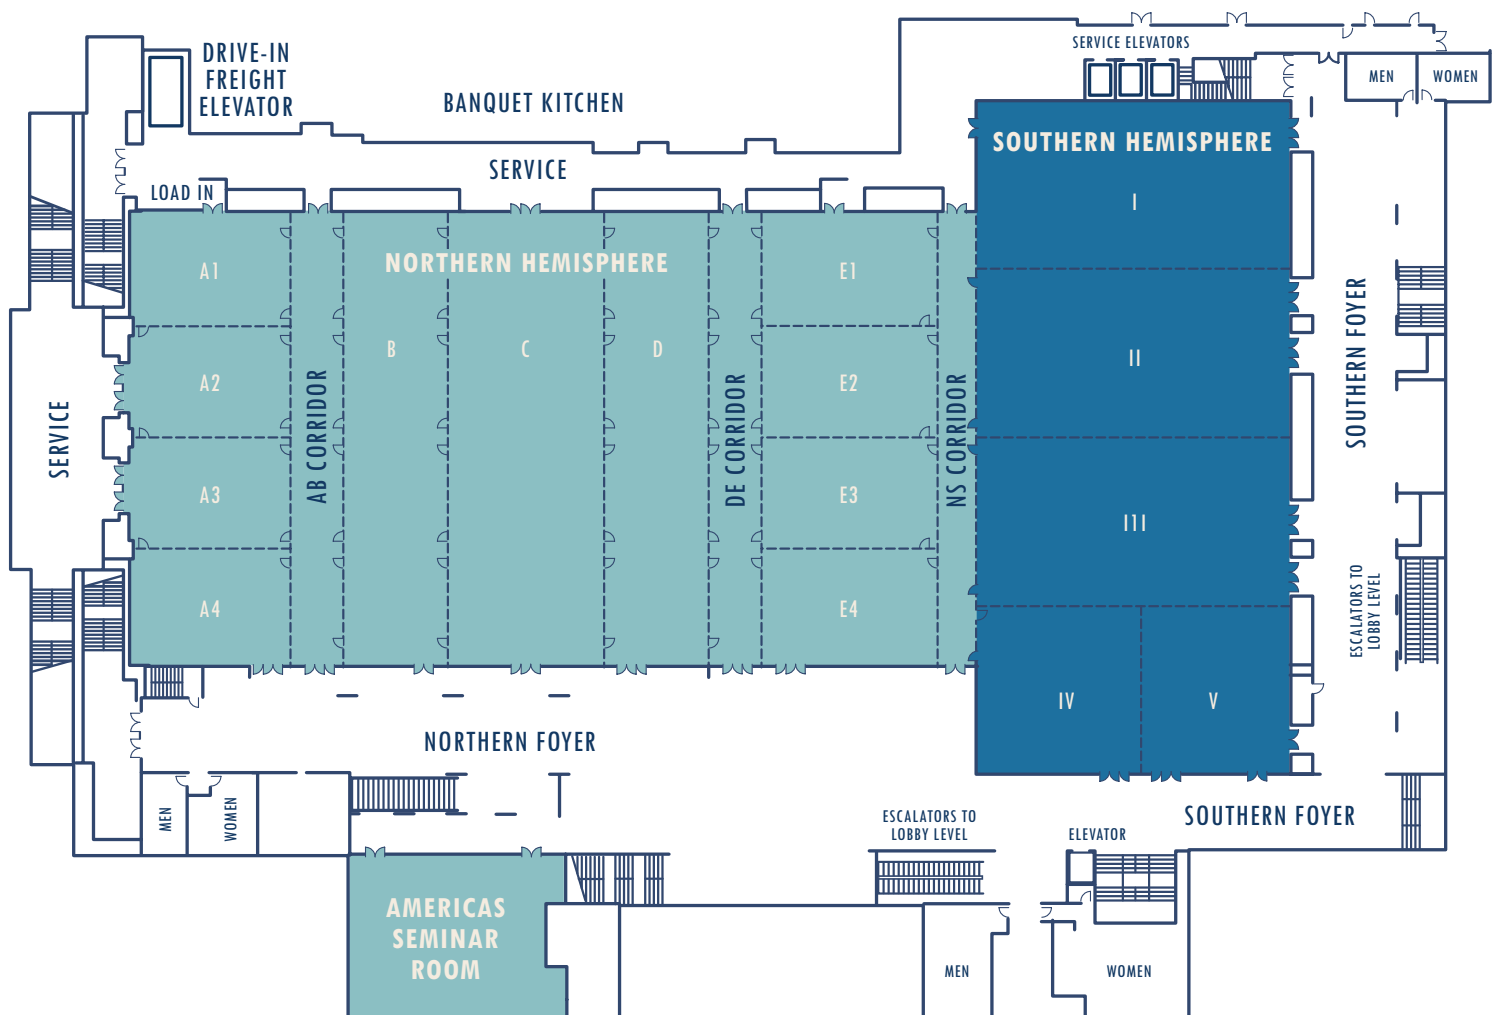 SERVICE ELEVATORS
DRIVE-IN
FREIGHT
ELEVATOR
BANQUET KITCHEN
MEN
WOMEN
SOUTHERN HEMISPHERE
SERVICE
LOAD IN
I
NORTHERN HEMISPHERE
A1
E1
B
C
D
II
SOUTHERN FOYER
A2
E2
AB CORRIDOR
DE CORRIDOR
NS CORRIDOR
SERVICE
A3
E3
I1I
A4
E4
ESCALATORS TO
LOBBY LEVEL
IV
V
NORTHERN FOYER
MEN
WOMEN
ESCALATORS TO
LOBBY LEVEL
ELEVATOR
SOUTHERN FOYER
AMERICAS
SEMINAR
ROOM
MEN
WOMEN